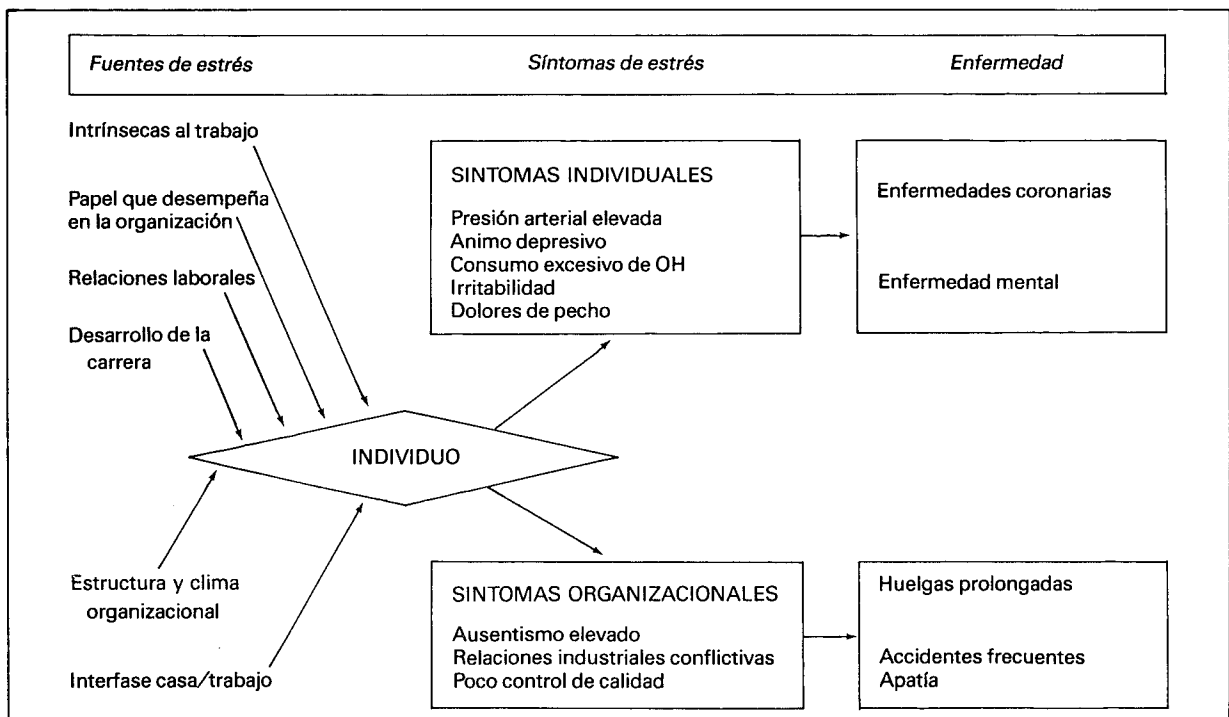 Fuentes de estrés
Síntomas de estrés
Enfermedad
Intrínsecas al trabajo
Papel que desempeña
en la organización
Relaciones laborales
Desarrollo de la
carrera
INDIVIDUO
Estructura y clima
organizacional
Interfase casa/trabajo
SINTOMAS INDIVIDUALES
Presión arterial elevada
Animo depresivo
Consumo excesivo de OH
Irritabilidad
Dolores de pecho
Enfermedades coronarias
Enfermedad mental
SINTOMAS ORGANIZACIONALES
Ausentismo elevado
Relaciones industriales conflictivas
Poco control de calidad
Huelgas prolongadas
Accidentes frecuentes
Apatía